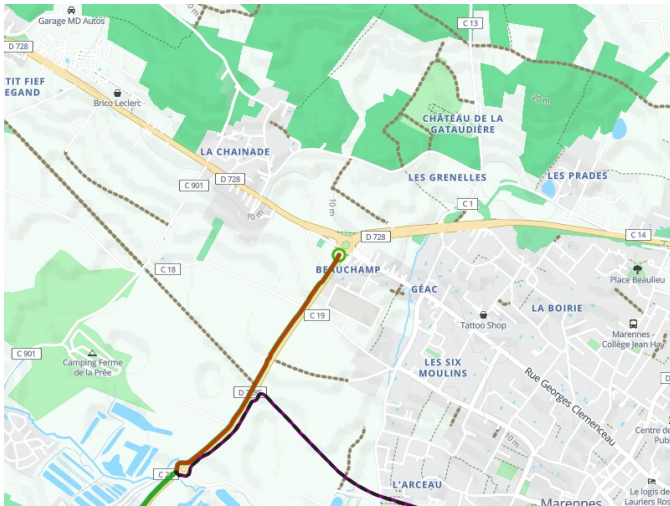 Garage MD Autos
C 13
D 728
TIT FIEF
EGAND
Brico Leclerc
20 m
CHÂTEAU DE LA
GATAUDIÈRE
LA CHAINADE
D 728
C 901
LES GRENELLES
LES PRADES
10 m
10 m
C 1
D 728
C 14
C 18
BEAUCHAMP
Place Beaulieu
GÉAC
C 19
LA BOIRIE
Tattoo Shop
Marennes -
Collège Jean Hay
C 901
Camping Ferme
de la Prée
LES SIX
MOULINS
Rue Georges Clemenceau
Centre de
Publ
10 m
L'ARCEAU
Le logis de
Lauriers Ros
Marennes